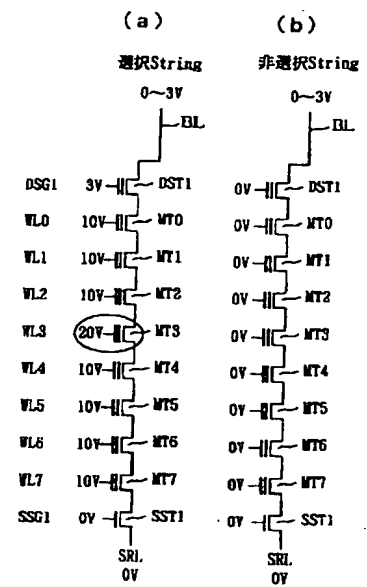 (a) (b)
選択String 非選択String
0～3V 0～3V
BL BL
DSG1 3V DST1 0V DST1
WL0 10V MT0 0V MT0
WL1 10V MT1 0V MT1
WL2 10V MT2 0V MT2
WL3 20V MT3 0V MT3
WL4 10V MT4 0V MT4
WL5 10V MT5 0V MT5
WL6 10V MT6 0V MT6
WL7 10V MT7 0V MT7
SSG1 0V SST1 0V SST1
SRL SRL
0V 0V